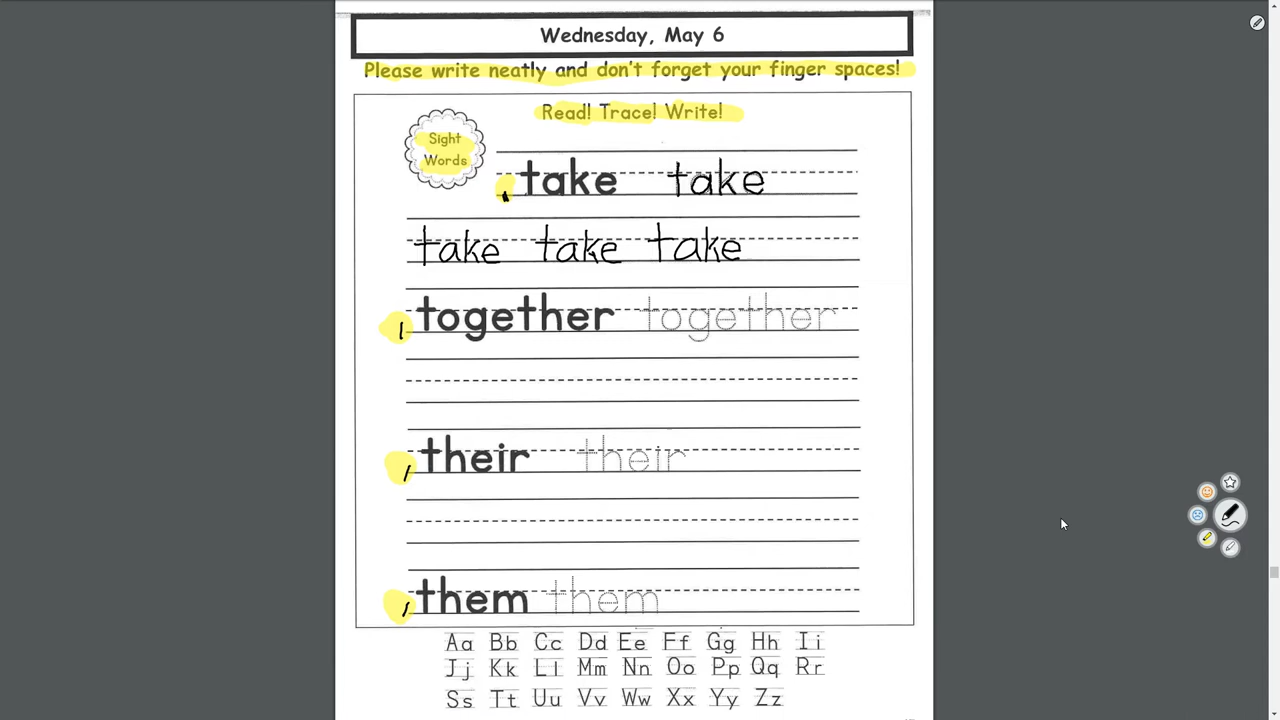 Wednesday, May 6
Please write neatly and don't forget your finger spaces!
Read! Trace! Write!
Sight
Words
take take
take take take
together together
their their
them them
Aa Bb Cc Dd Ee Ff Gg Hh Ii
Jj Kk Ll Mm Nn Oo Pp Qq Rr
Ss Tt Uu Vv Ww Xx Yy Zz